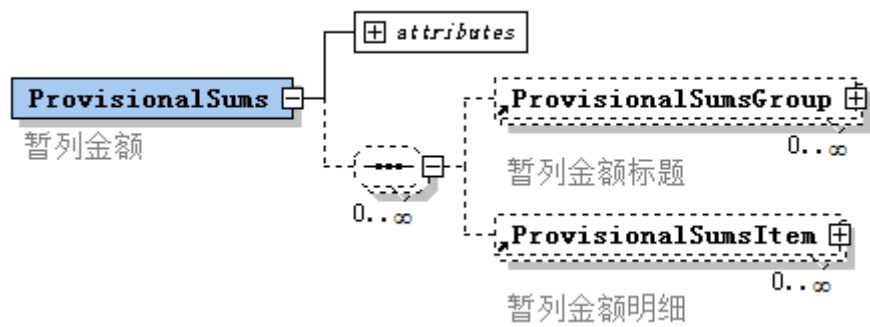 attributes
ProvisionalSums
暂列金额
ProvisionalSumsGroup
0..∞
暂列金额标题
0..∞
ProvisionalSumsItem
0..∞
暂列金额明细